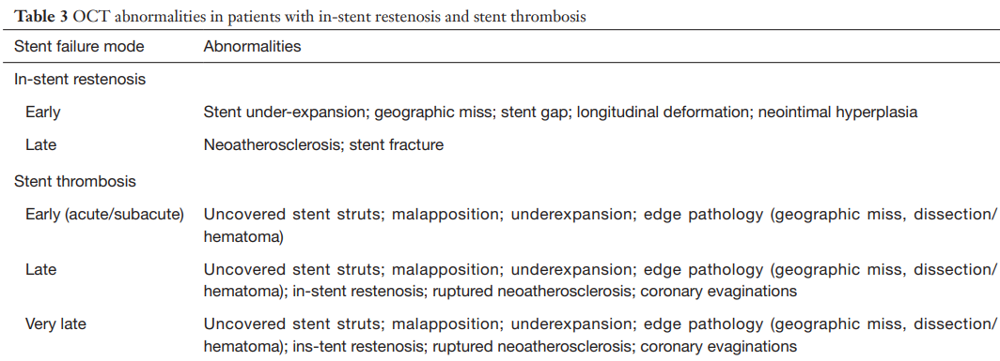 Table 3 OCT abnormalities in patients with in-stent restenosis and stent thrombosis
Stent failure mode Abnormalities
In-stent restenosis
Early Stent under-expansion; geographic miss; stent gap; longitudinal deformation; neointimal hyperplasia
Late Neoatherosclerosis; stent fracture
Stent thrombosis
Early (acute/subacute) Uncovered stent struts; malapposition; underexpansion; edge pathology (geographic miss, dissection/
hematoma)
Late Uncovered stent struts; malapposition; underexpansion; edge pathology (geographic miss, dissection/
hematoma); in-stent restenosis; ruptured neoatherosclerosis; coronary evaginations
Very late Uncovered stent struts; malapposition; underexpansion; edge pathology (geographic miss, dissection/
hematoma); ins-tent restenosis; ruptured neoatherosclerosis; coronary evaginations